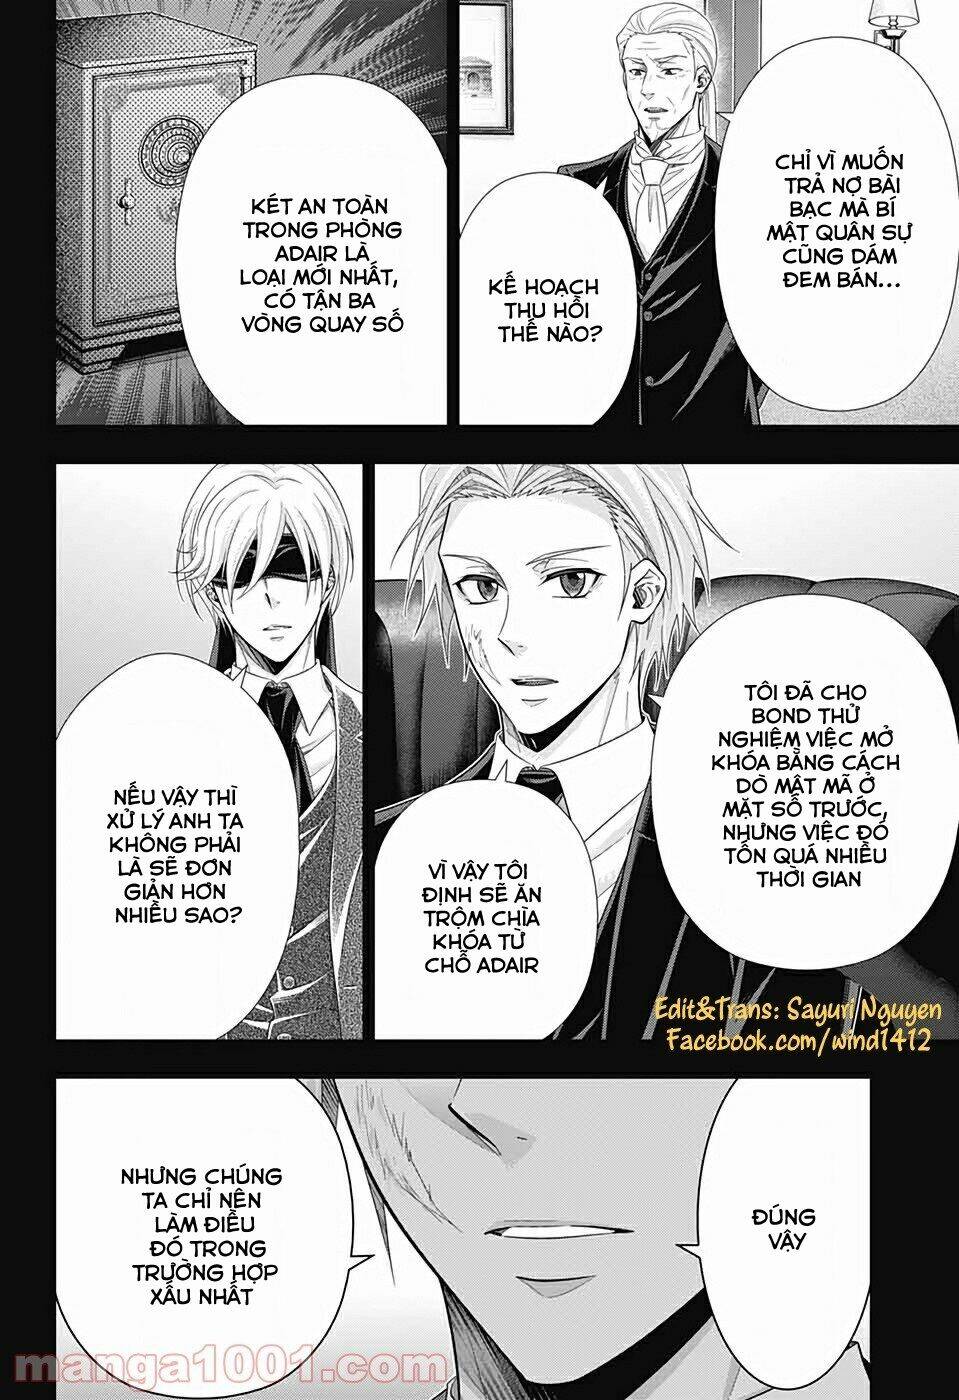 CHỈ VÌ MUỐN
TRẢ NỢ BÀI
BẠC MÀ BÍ
MẬT QUÂN SỰ
CŨNG DÁM
ĐEM BÁN...
KẾ HOẠCH
THU HỒI
THẾ NÀO?
KÉT AN TOÀN
TRONG PHÒNG
ADAIR LÀ
LOẠI MỚI NHẤT,
CÓ TẬN BA
VÒNG QUAY SỐ
TÔI ĐÃ CHO
BOND THỬ
NGHIỆM VIỆC MỞ
KHÓA BẰNG CÁCH
DÒ MẬT MÃ Ở
MẶT SỐ TRƯỚC,
NHƯNG VIỆC ĐÓ
TỐN QUÁ NHIỀU
THỜI GIAN
VÌ VẬY TÔI
ĐỊNH SẼ ĂN
TRỘM CHÌA
KHÓA TỪ
CHỖ ADAIR
NẾU VẬY THÌ
XỬ LÝ ANH TA
KHÔNG PHẢI
LÀ SẼ ĐƠN
GIẢN HƠN
NHIỀU SAO?
Edit&Trans: Sayuri Nguyen
Facebook.com/wind1412
ĐÚNG
VẬY
NHƯNG CHÚNG
TA CHỈ NÊN
LÀM ĐIỀU
ĐÓ TRONG
TRƯỜNG HỢP
XẤU NHẤT
manga1001.com